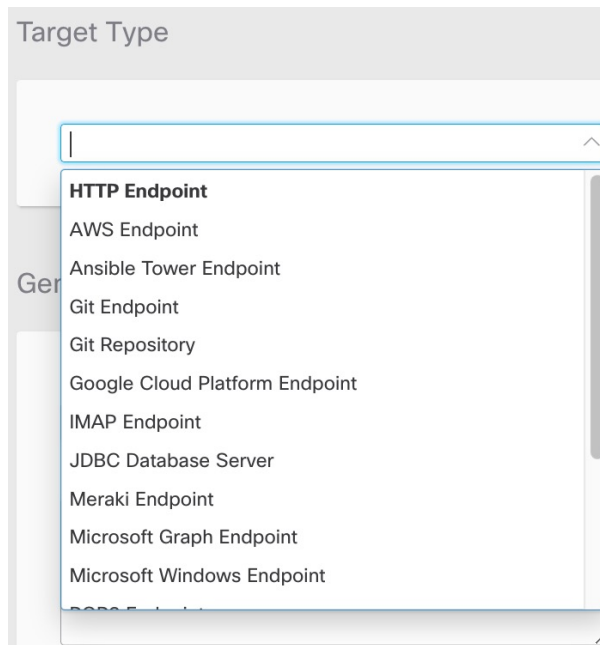 Target Type
HTTP Endpoint
AWS Endpoint
Ansible Tower Endpoint
Ger
Git Endpoint
Git Repository
Google Cloud Platform Endpoint
IMAP Endpoint
JDBC Database Server
Meraki Endpoint
Microsoft Graph Endpoint
Microsoft Windows Endpoint